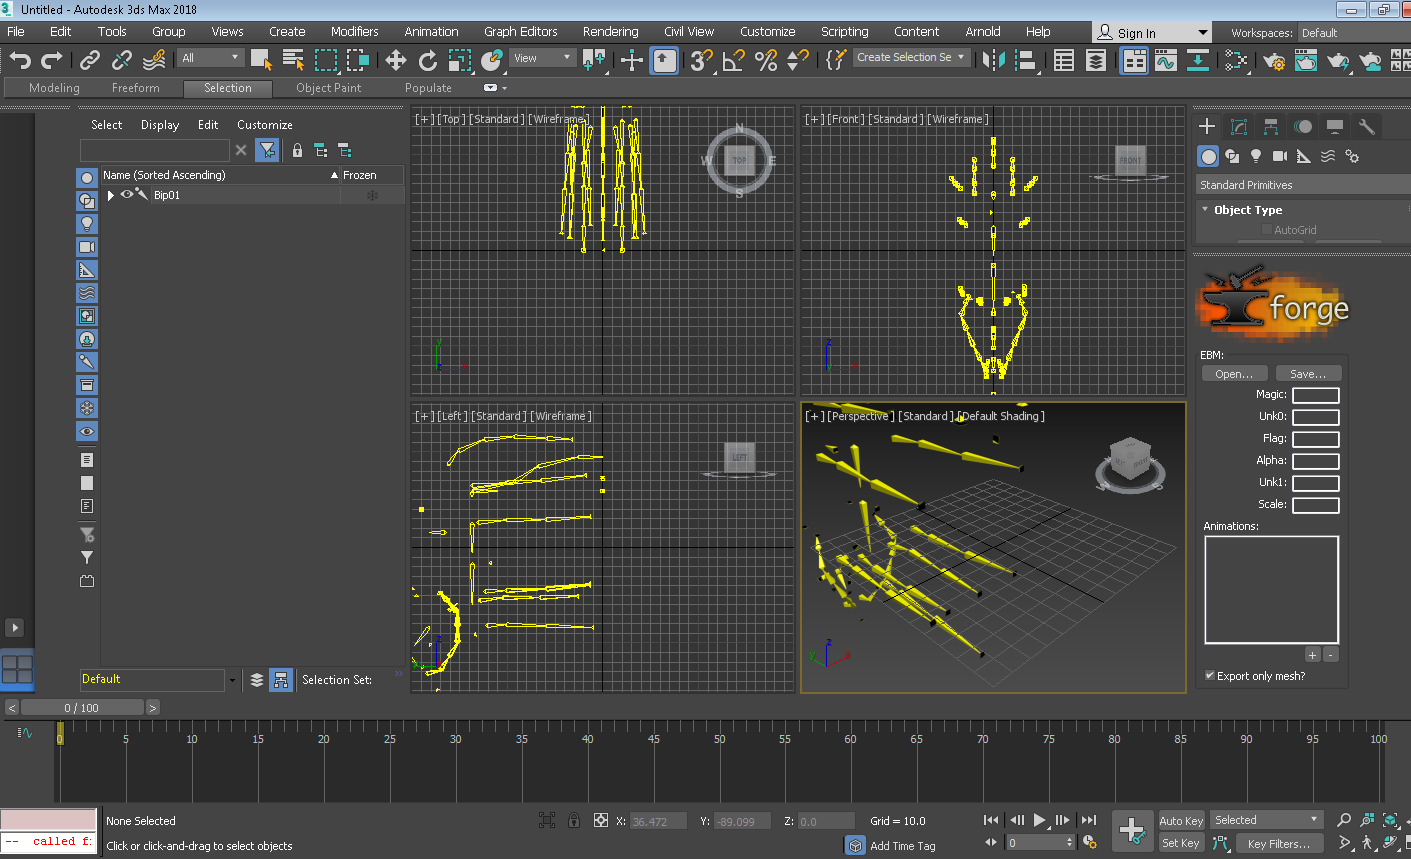 Untitled - Autodesk 3ds Max 2018
File Edit Tools Group Views Create Modifiers Animation Graph Editors Rendering Civil View Customize Scripting Content Arnold Help Sign In Workspaces: Default
All View Create Selection Se
Modeling Freeform Selection Object Paint Populate
Select Display Edit Customize
Name (Sorted Ascending) Frozen
Bip01
[+] [Top] [Standard] [Wireframe]
N
W TOP E
S
[+] [Front] [Standard] [Wireframe]
FRONT
[+] [Left] [Standard] [Wireframe]
LEFT
[+] [Perspective] [Standard] [Default Shading]
Standard Primitives
Object Type
AutoGrid
forge
EBM:
Open... Save...
Magic:
Unk0:
Flag:
Alpha:
Unk1:
Scale:
Animations:
+ -
Export only mesh?
Default Selection Set:
< 0 / 100 >
0 5 10 15 20 25 30 35 40 45 50 55 60 65 70 75 80 85 90 95 100
None Selected X: 36.472 Y: -89.099 Z: 0.0 Grid = 10.0 Auto Key Selected
-- called f Click or click-and-drag to select objects Add Time Tag 0 Set Key Key Filters...